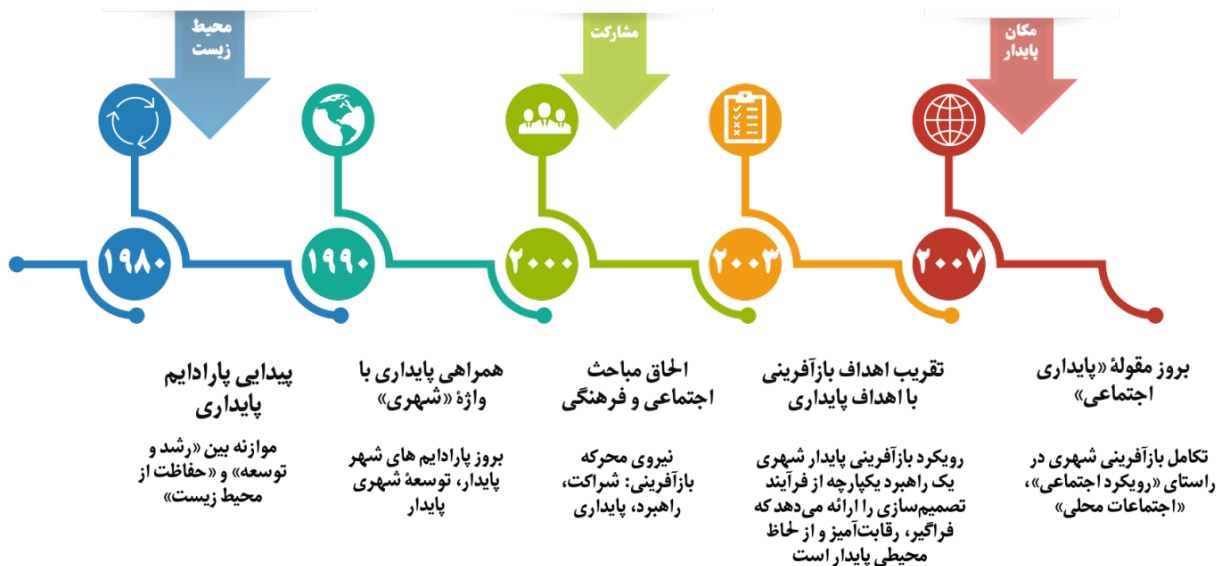 محیط
زیست
مشارکت
مکان
پایدار
۱۹۸۰
۱۹۹۰
۲۰۰۰
۲۰۰۳
۲۰۰۷
پیدایی پارادایم
پایداری
موازنه بین «رشد و
توسعه» و «حفاظت از
محیط زیست»
همراهی پایداری با
واژهٔ «شهری»
بروز پارادایم های شهر
پایدار، توسعهٔ شهری
پایدار
الحاق مباحث
اجتماعی و فرهنگی
نیروی محرکه
بازآفرینی: شراکت،
راهبرد، پایداری
تقریب اهداف بازآفرینی
با اهداف پایداری
رویکرد بازآفرینی پایدار شهری
یک راهبرد یکپارچه از فرآیند
تصمیم‌سازی را ارائه می‌دهد که
فراگیر، رقابت‌آمیز و از لحاظ
محیطی پایدار است
بروز مقولهٔ «پایداری
اجتماعی»
تکامل بازآفرینی شهری در
راستای «رویکرد اجتماعی»،
«اجتماعات محلی»